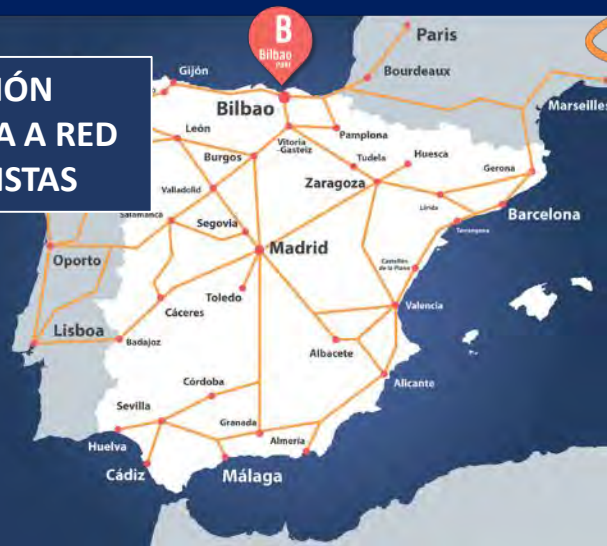 IÓN
A A RED
ISTAS
B
Bilbao
PORT
Paris
Bourdeaux
Marseilles
Gijón
Bilbao
León
Burgos
Vitoria
-Gasteiz
Pamplona
Tudela
Huesca
Gerona
Valladolid
Zaragoza
Lérida
Barcelona
Salamanca
Segovia
Tarragona
Madrid
Castellón
de la Plana
Oporto
Toledo
Cáceres
Valencia
Lisboa
Badajoz
Albacete
Alicante
Córdoba
Sevilla
Granada
Huelva
Almería
Cádiz
Málaga